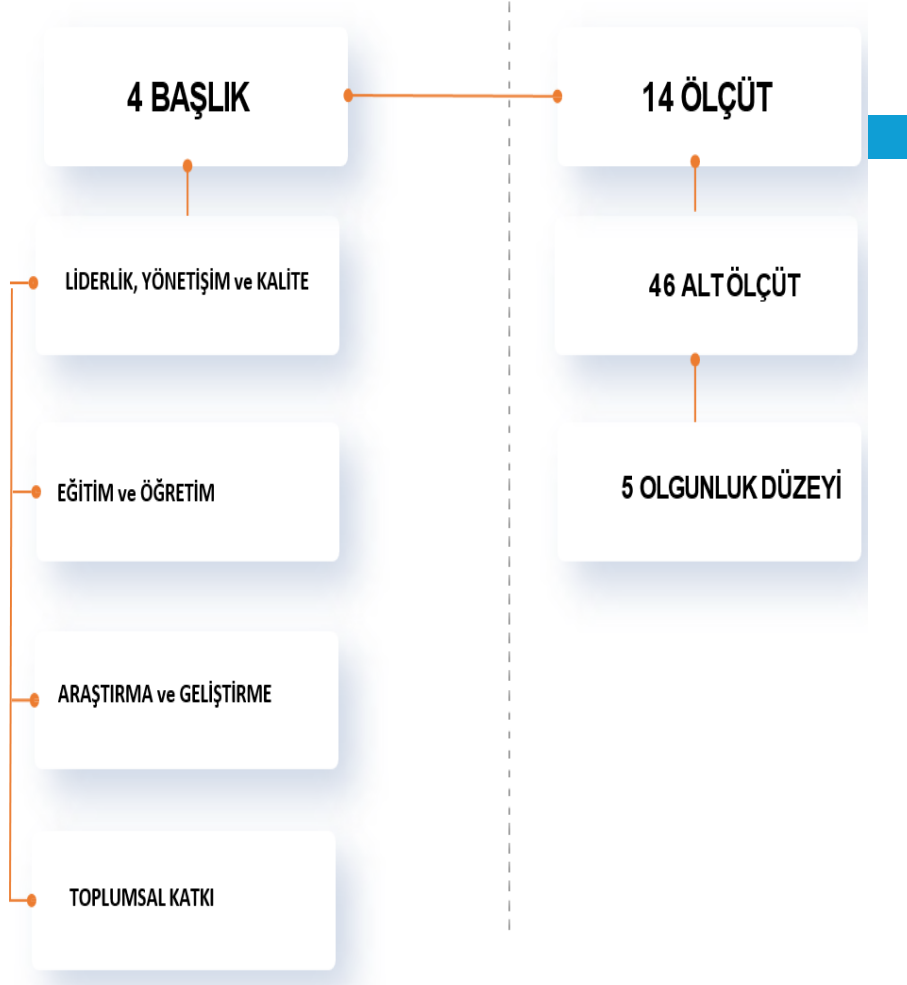 4 BAŞLIK
LİDERLİK, YÖNETİŞİM ve KALİTE
EĞİTİM ve ÖĞRETİM
ARAŞTIRMA ve GELİŞTİRME
TOPLUMSAL KATKI
14 ÖLÇÜT
46 ALT ÖLÇÜT
5 OLGUNLUK DÜZEYİ